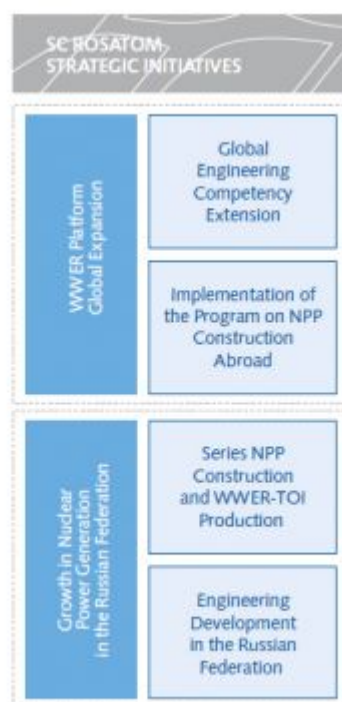 SC ROSATOM
STRATEGIC INITIATIVES
WWER Platform
Global Expansion
Global
Engineering
Competency
Extension
Implementation of
the Program on NPP
Construction
Abroad
Growth in Nuclear
Power Generation
in the Russian Federation
Series NPP
Construction
and WWER-TOI
Production
Engineering
Development
in the Russian
Federation